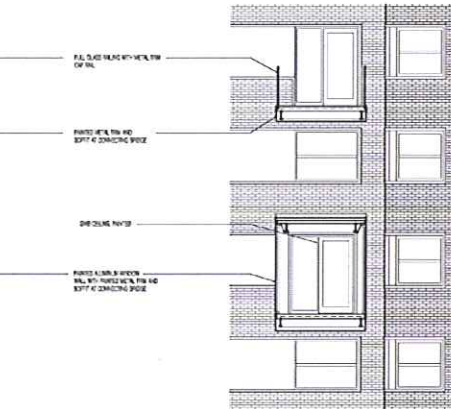 FULL GLASS RAILING WITH METAL TRIM
CAP RAIL
PAINTED METAL TRIM AND
SOFFIT AT CONNECTING BRIDGE
GWB CEILING, PAINTED
PAINTED ALUMINUM WINDOW
WALL WITH PAINTED METAL TRIM AND
SOFFIT AT CONNECTING BRIDGE